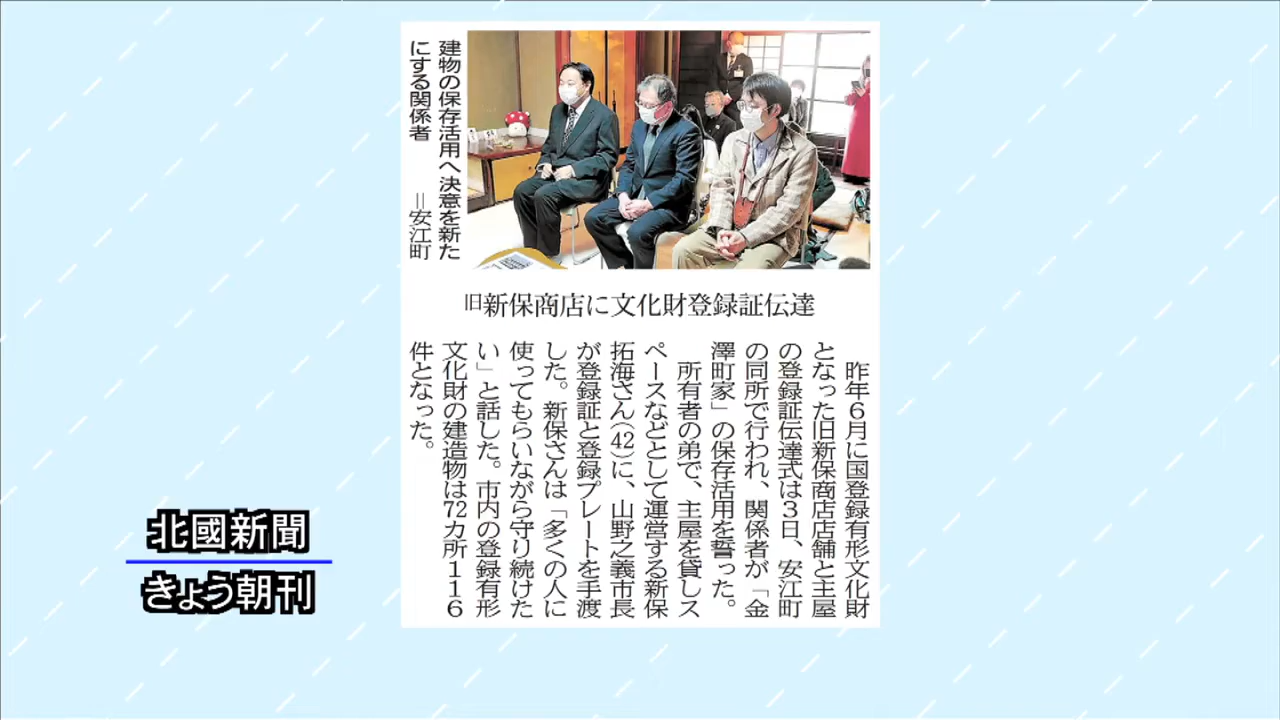 建物の保存活用へ決意を新た
にする関係者　＝安江町
旧新保商店に文化財登録証伝達
昨年６月に国登録有形文化財
となった旧新保商店店舗と主屋
の登録証伝達式は３日、安江町
の同所で行われ、関係者が「金
澤町家」の保存活用を誓った。
所有者の弟で、主屋を貸しス
ペースなどとして運営する新保
拓海さん(42)に、山野之義市長
が登録証と登録プレートを手渡
した。新保さんは「多くの人に
使ってもらいながら守り続けた
い」と話した。市内の登録有形
文化財の建造物は72カ所１１６
件となった。
北國新聞
きょう朝刊